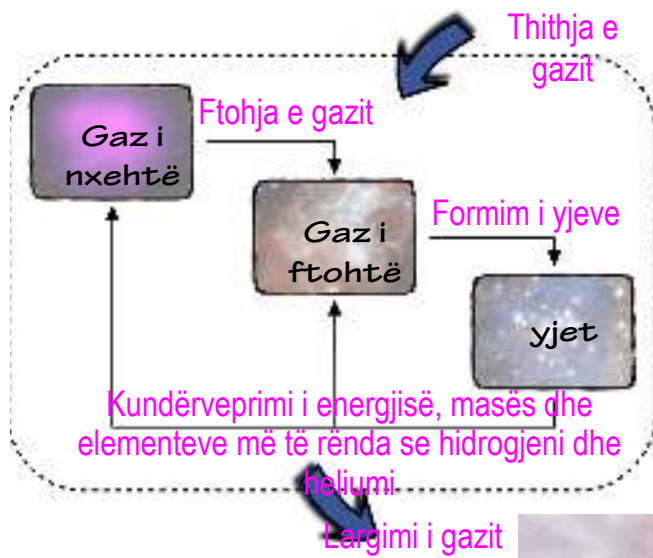 Thithja e
gazit
Ftohja e gazit
Gaz i
nxehtë
Formim i yjeve
Gaz i
ftohtë
yjet
Kundërveprimi i energjisë, masës dhe
elementeve më të rënda se hidrogjeni dhe
heliumi
Largimi i gazit